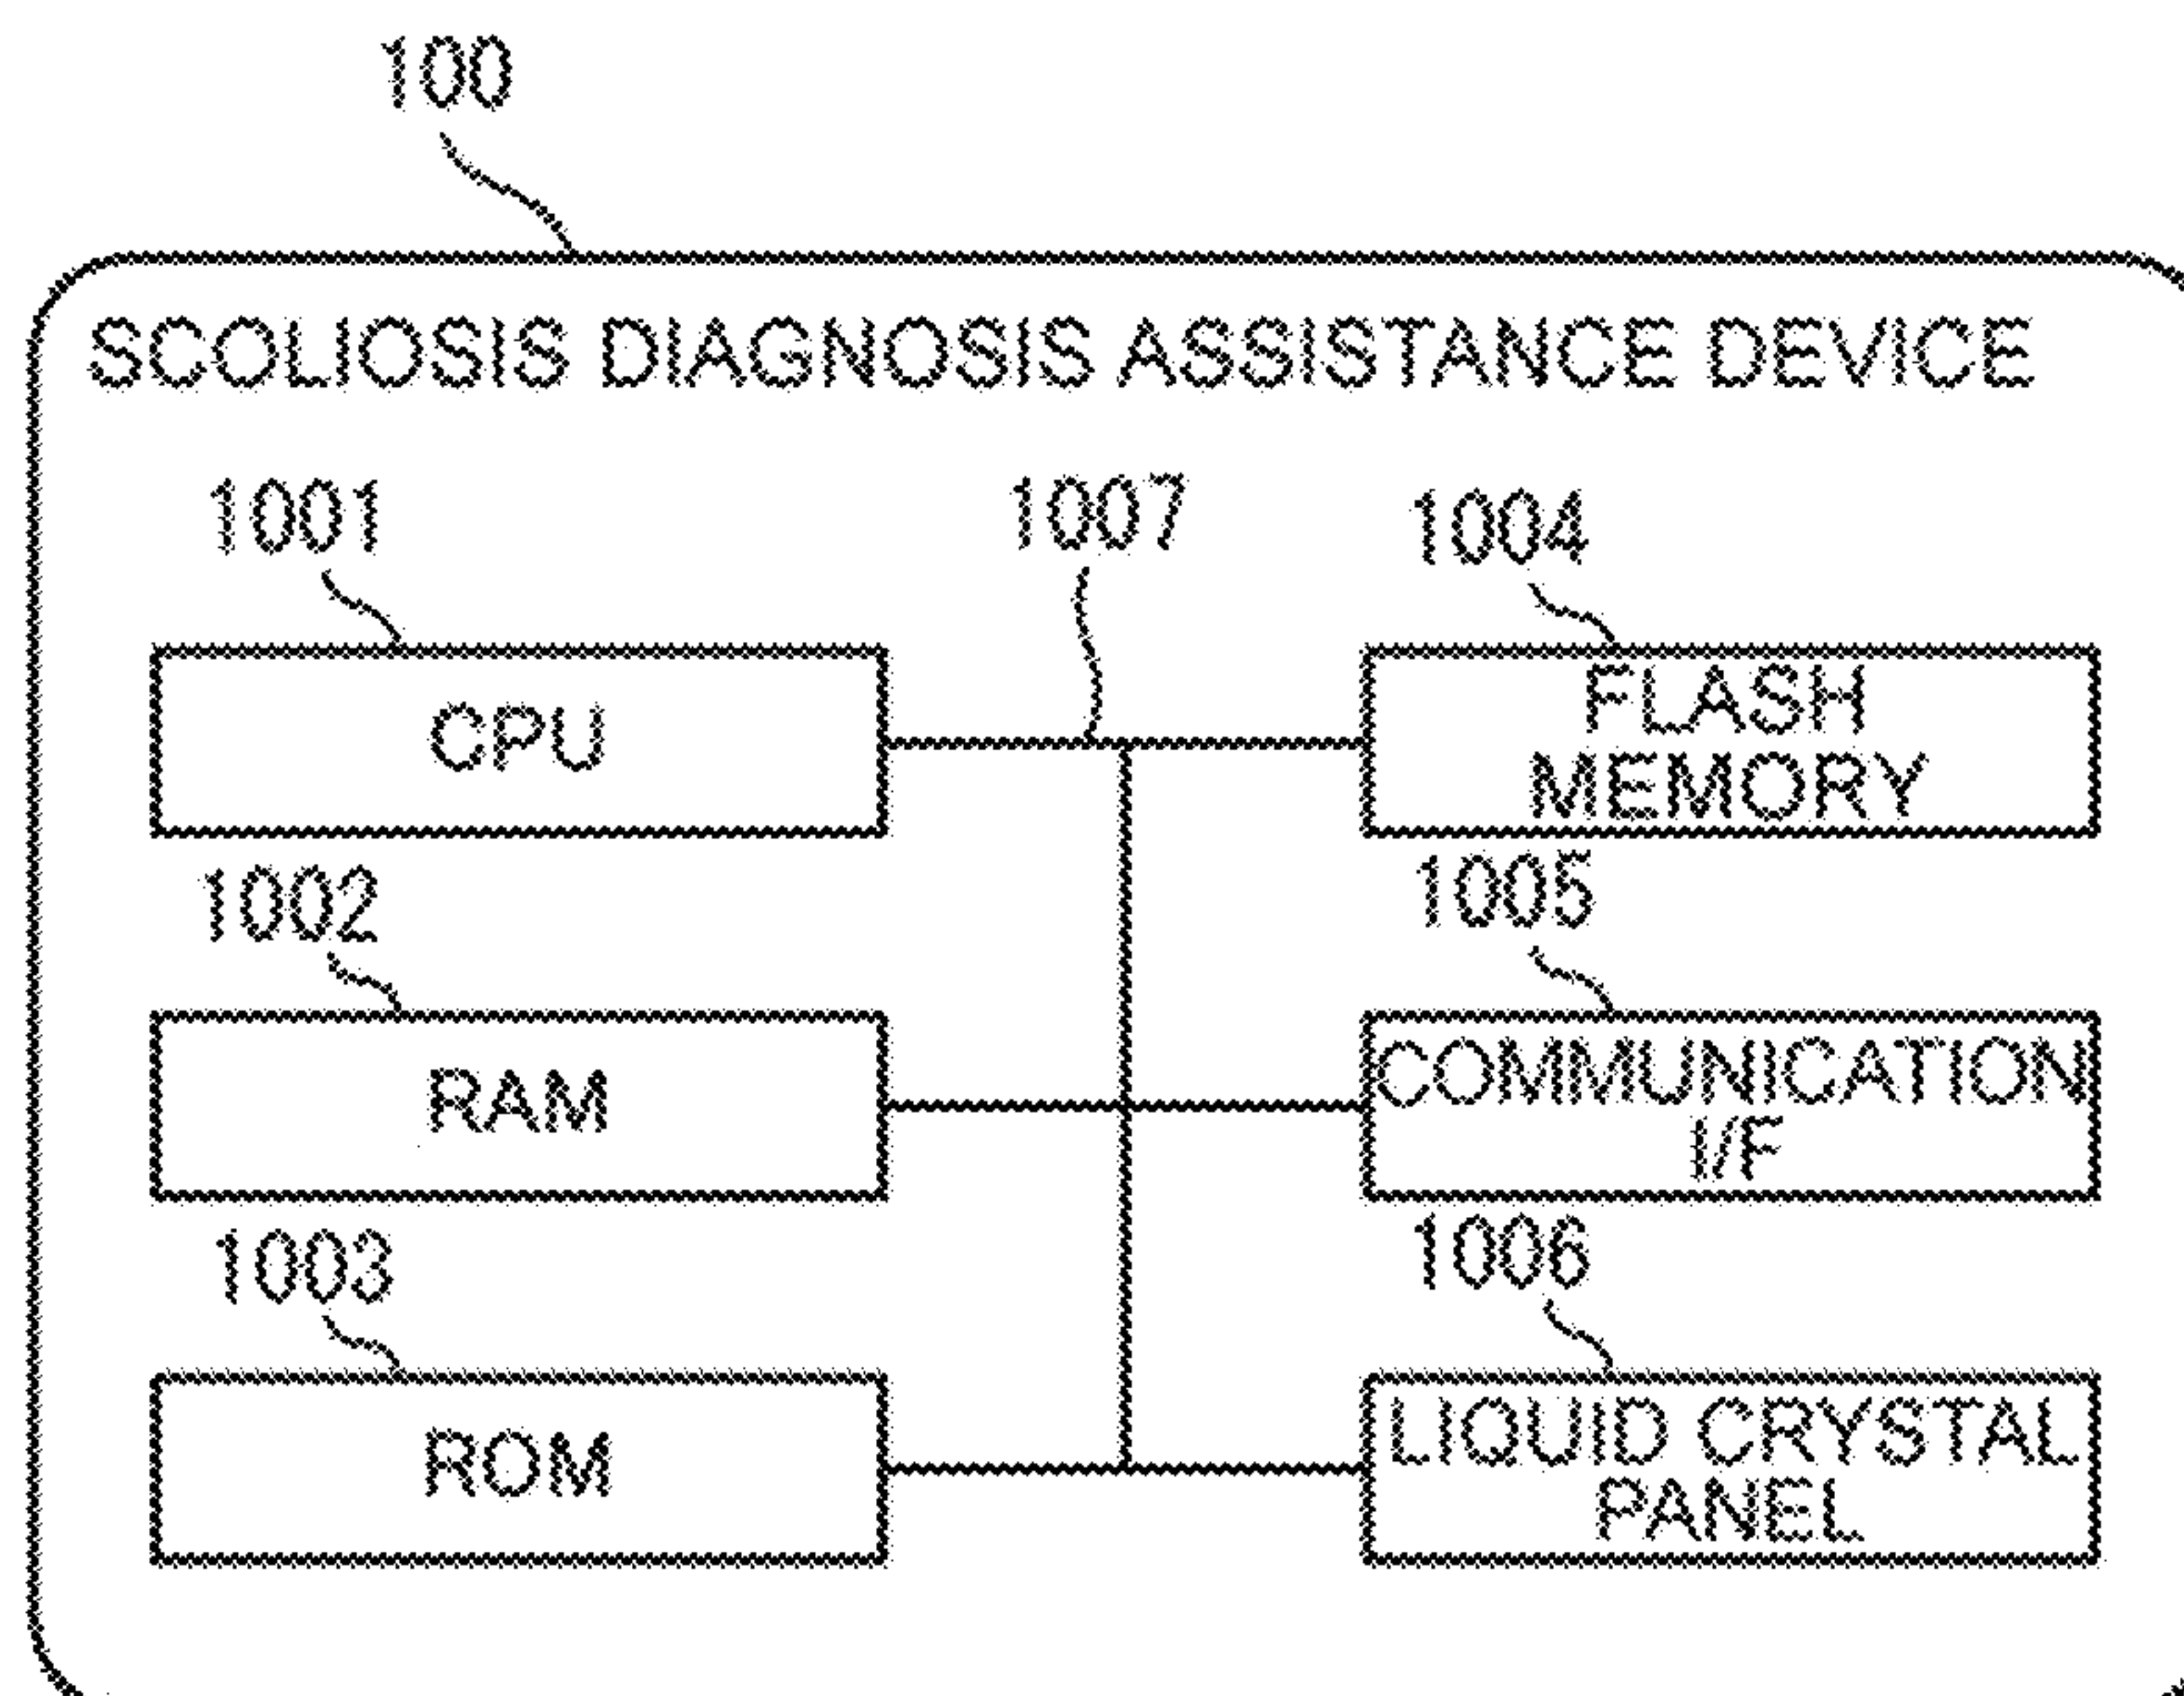 100
SCOLIOSIS DIAGNOSIS ASSISTANCE DEVICE
1001
1007
1004
CPU
FLASH
MEMORY
1002
1005
RAM
COMMUNICATION
I/F
1003
1006
ROM
LIQUID CRYSTAL
PANEL